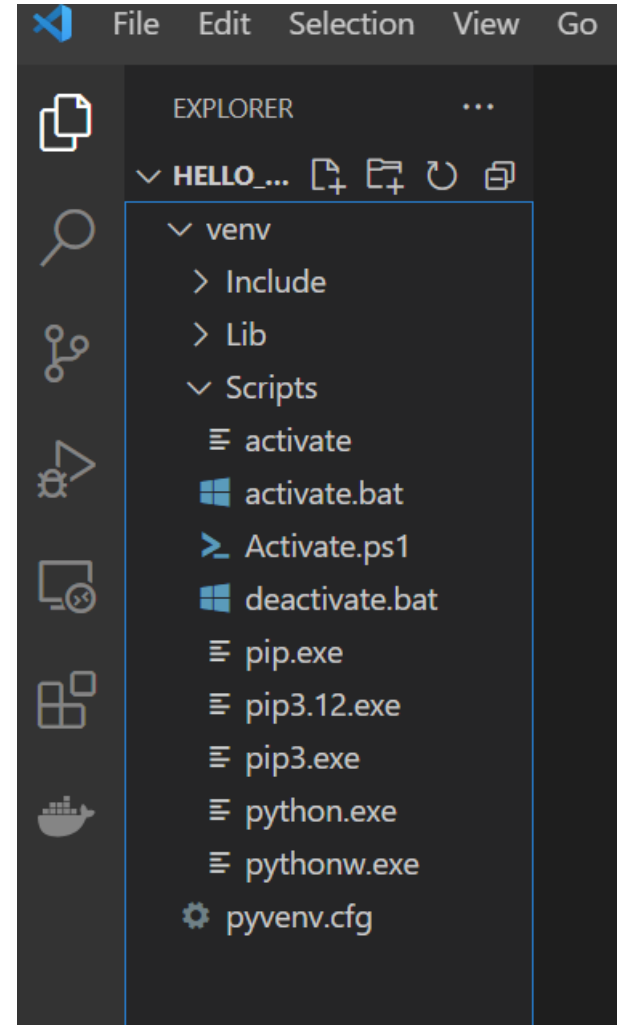 File Edit Selection View Go
EXPLORER ...
HELLO_...
venv
Include
Lib
Scripts
activate
activate.bat
Activate.ps1
deactivate.bat
pip.exe
pip3.12.exe
pip3.exe
python.exe
pythonw.exe
pyvenv.cfg